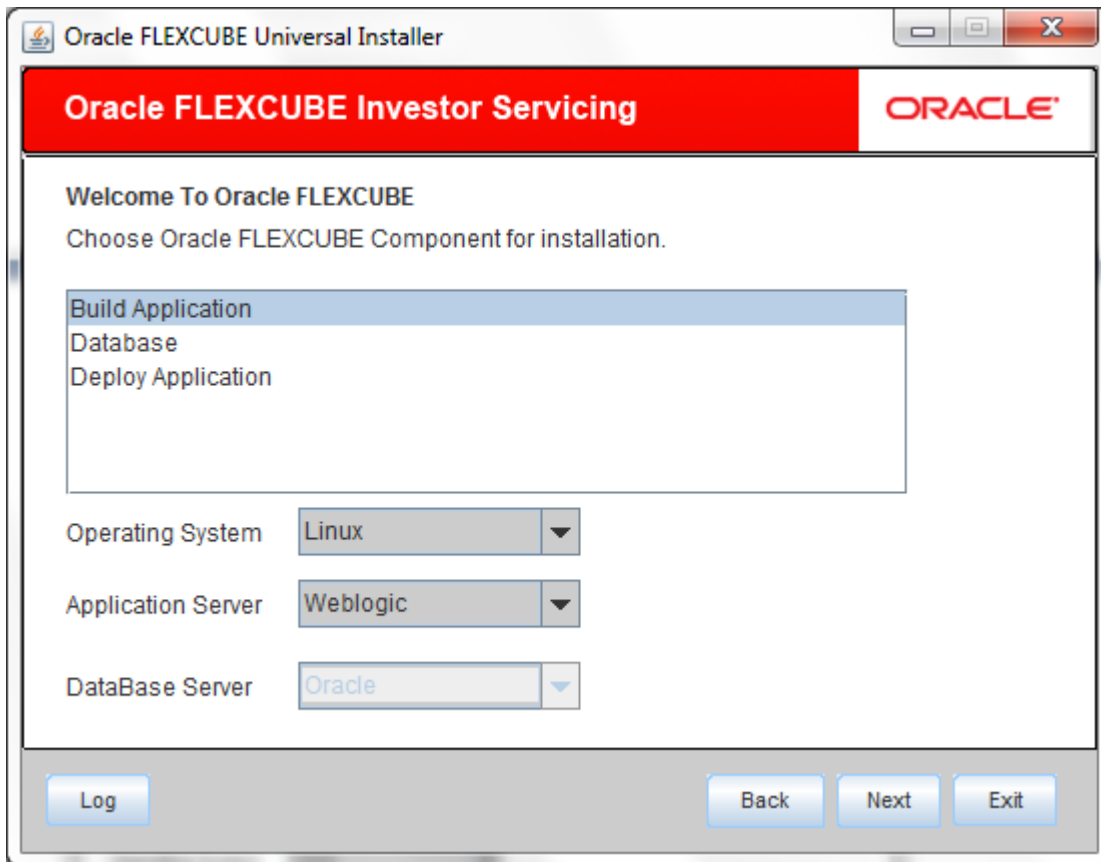 Oracle FLEXCUBE Universal Installer
Oracle FLEXCUBE Investor Servicing
ORACLE
Welcome To Oracle FLEXCUBE
Choose Oracle FLEXCUBE Component for installation.
Build Application
Database
Deploy Application
Operating System
Linux
Application Server
Weblogic
DataBase Server
Oracle
Log
Back
Next
Exit